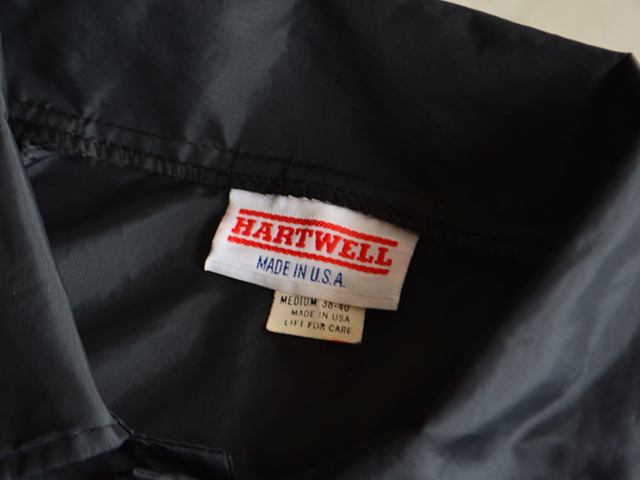 HARTWELL
MADE IN U.S.A.
MEDIUM 38-40
MADE IN USA
LIFT FOR CARE